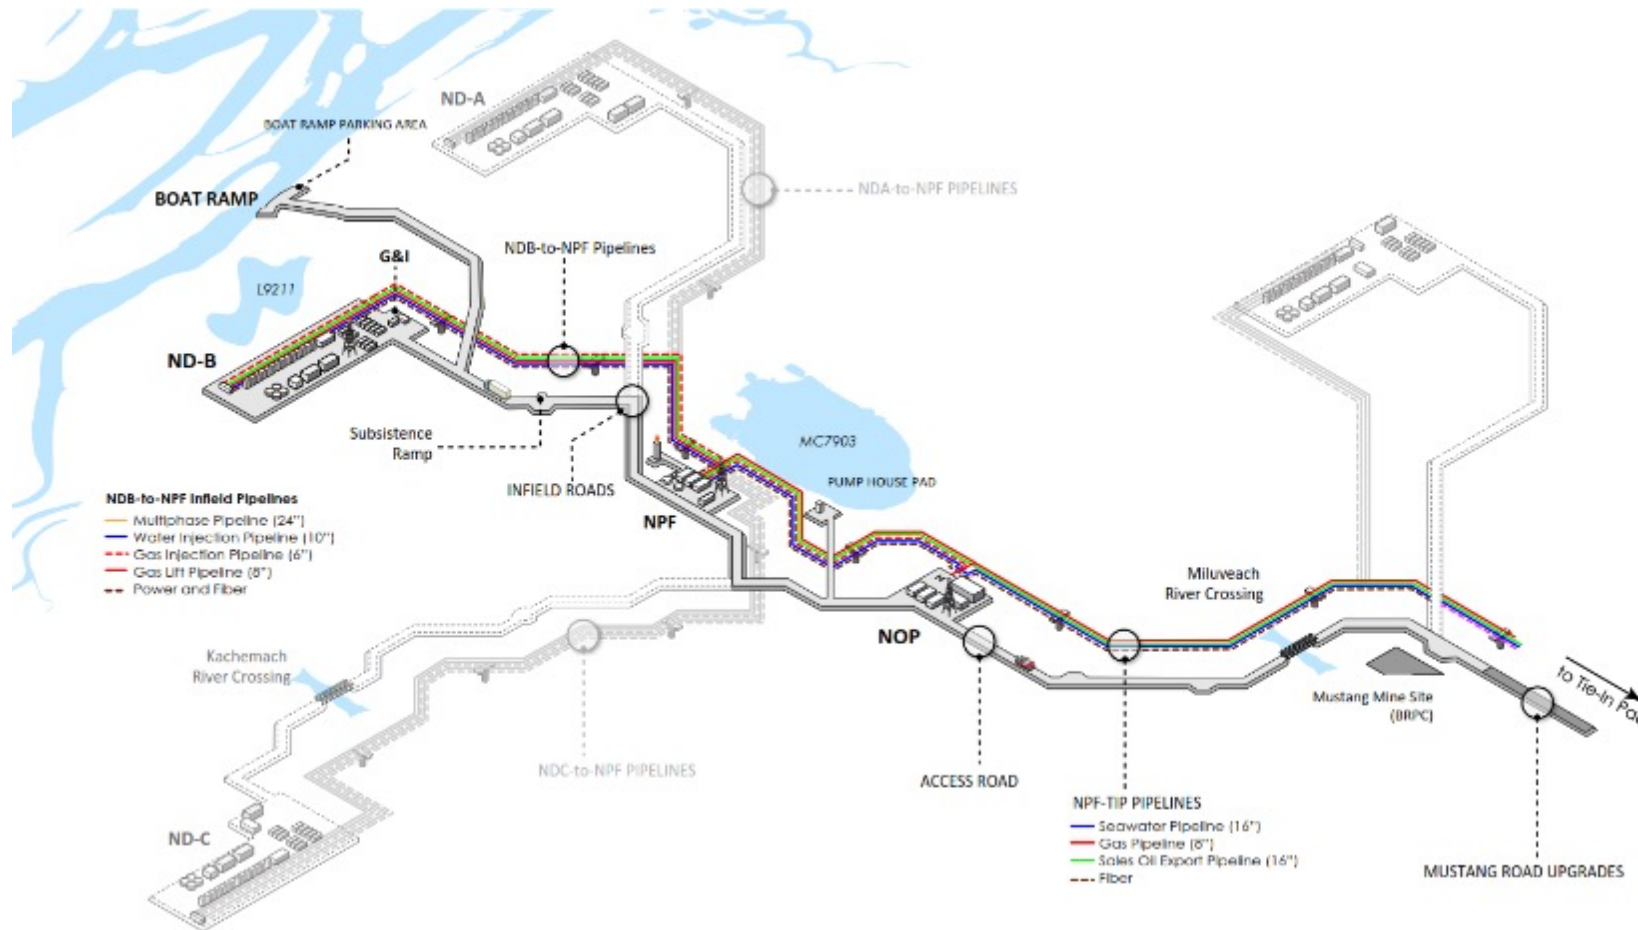 ND-A
BOAT RAMP PARKING AREA
BOAT RAMP
NDA-to-NPF PIPELINES
G&I
NDB-to-NPF Pipelines
L9211
ND-B
Subsistence
Ramp
MC7903
INFIELD ROADS
PUMP HOUSE PAD
NPF
NDB-to-NPF Infield Pipelines
Multiphase Pipeline (24")
Water Injection Pipeline (10")
Gas Injection Pipeline (6")
Gas Lift Pipeline (8")
Power and Fiber
Miluveach
River Crossing
NOP
Kachemach
River Crossing
Mustang Mine Site
(BRPC)
to Tie-In
NDC-to-NPF PIPELINES
ACCESS ROAD
NPF-TIP PIPELINES
Seawater Pipeline (16")
Gas Pipeline (8")
Sales Oil Export Pipeline (16")
Fiber
ND-C
MUSTANG ROAD UPGRADES